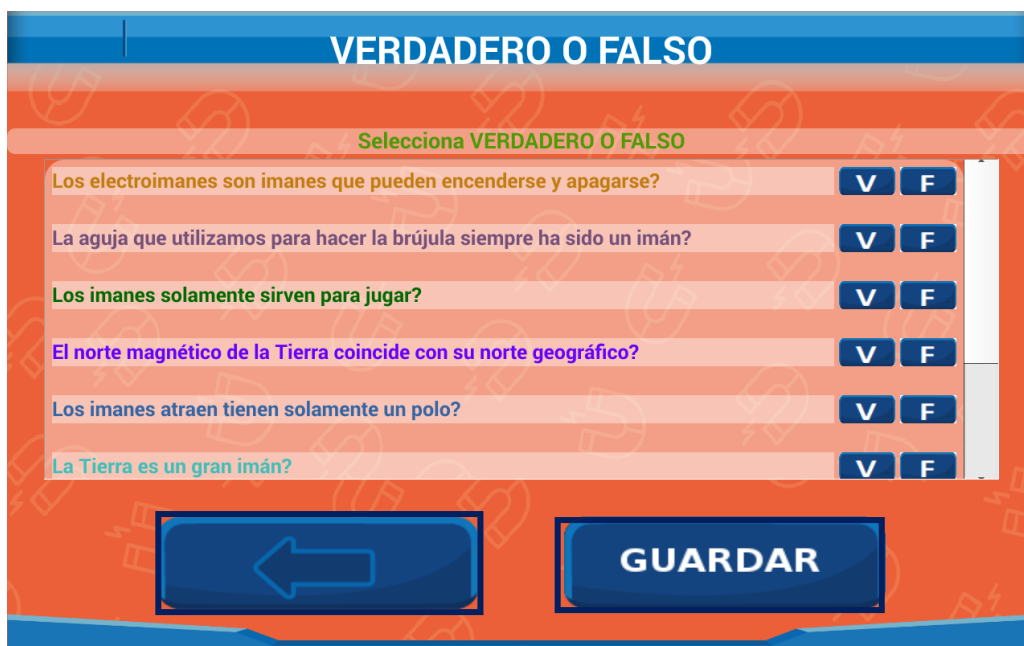 VERDADERO O FALSO
Selecciona VERDADERO O FALSO
Los electroimanes son imanes que pueden encenderse y apagarse? V F
La aguja que utilizamos para hacer la brújula siempre ha sido un imán? V F
Los imanes solamente sirven para jugar? V F
El norte magnético de la Tierra coincide con su norte geográfico? V F
Los imanes atraen tienen solamente un polo? V F
La Tierra es un gran imán? V F
GUARDAR